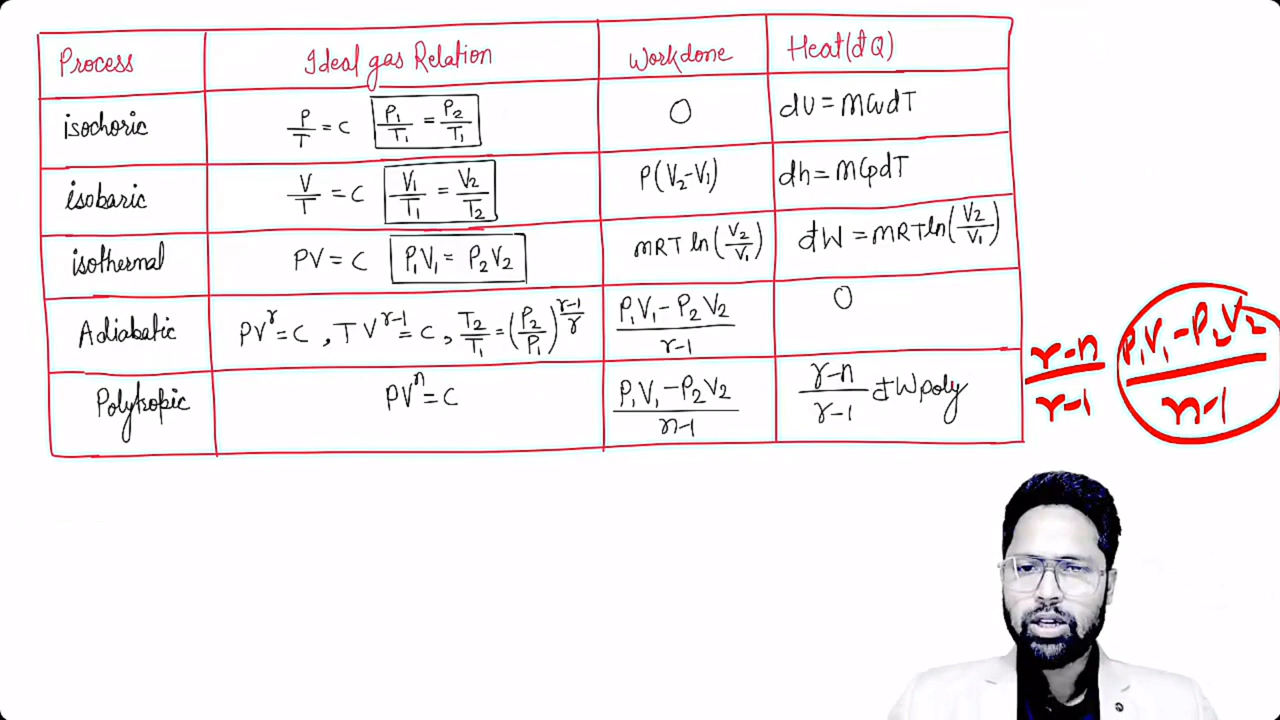 Process Ideal gas Relation Workdone Heat(đQ)
isochoric P/T = C P₁/T₁ = P₂/T₁ 0 dU = mCvdT
isobaric V/T = C V₁/T₁ = V₂/T₂ P(V₂-V₁) dh = mCpdT
isothermal PV = C P₁V₁ = P₂V₂ mRT ln(V₂/V₁) đW = mRT ln(V₂/V₁)
Adiabatic PV^γ = C , TV^(γ-1) = C , T₂/T₁ = (P₂/P₁)^((γ-1)/γ) (P₁V₁ - P₂V₂)/(γ-1) 0
Polytropic PV^n = C (P₁V₁ - P₂V₂)/(n-1) (γ-n)/(γ-1) đWpoly
(γ-n)/(γ-1) (P₁V₁ - P₂V₂)/(n-1)